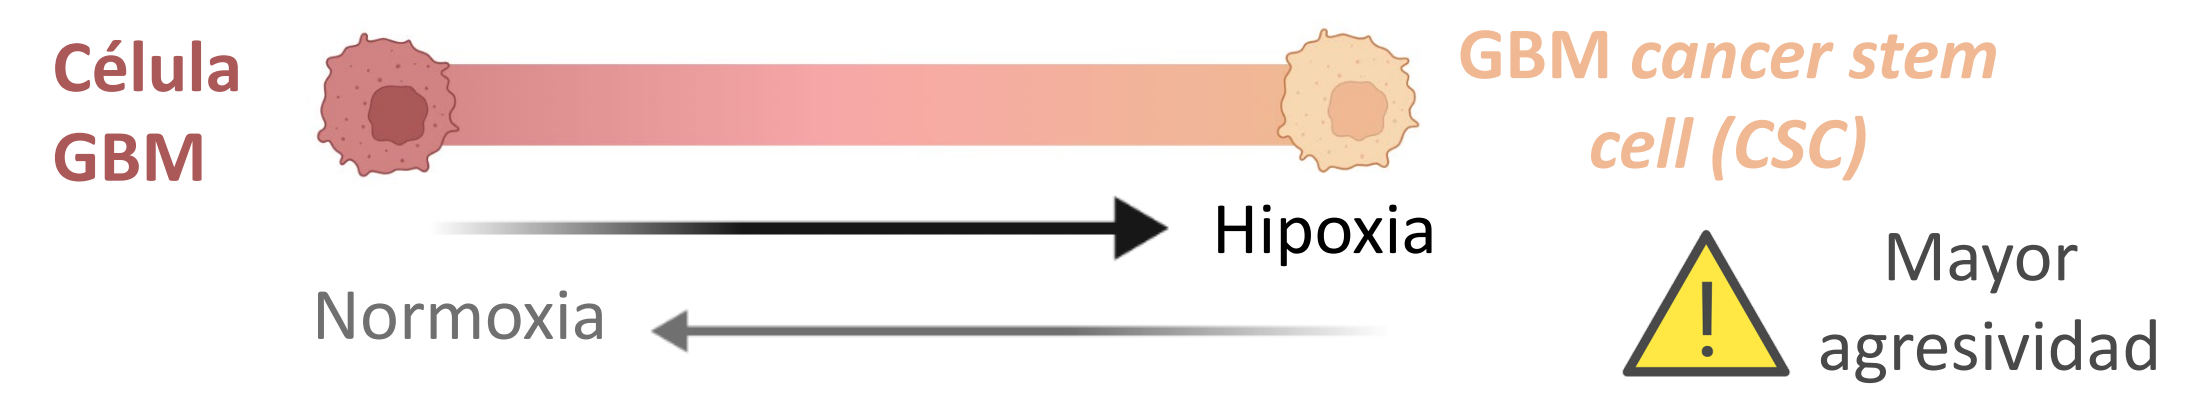 Célula
GBM
GBM cancer stem
cell (CSC)
Hipoxia
Normoxia
!
Mayor
agresividad